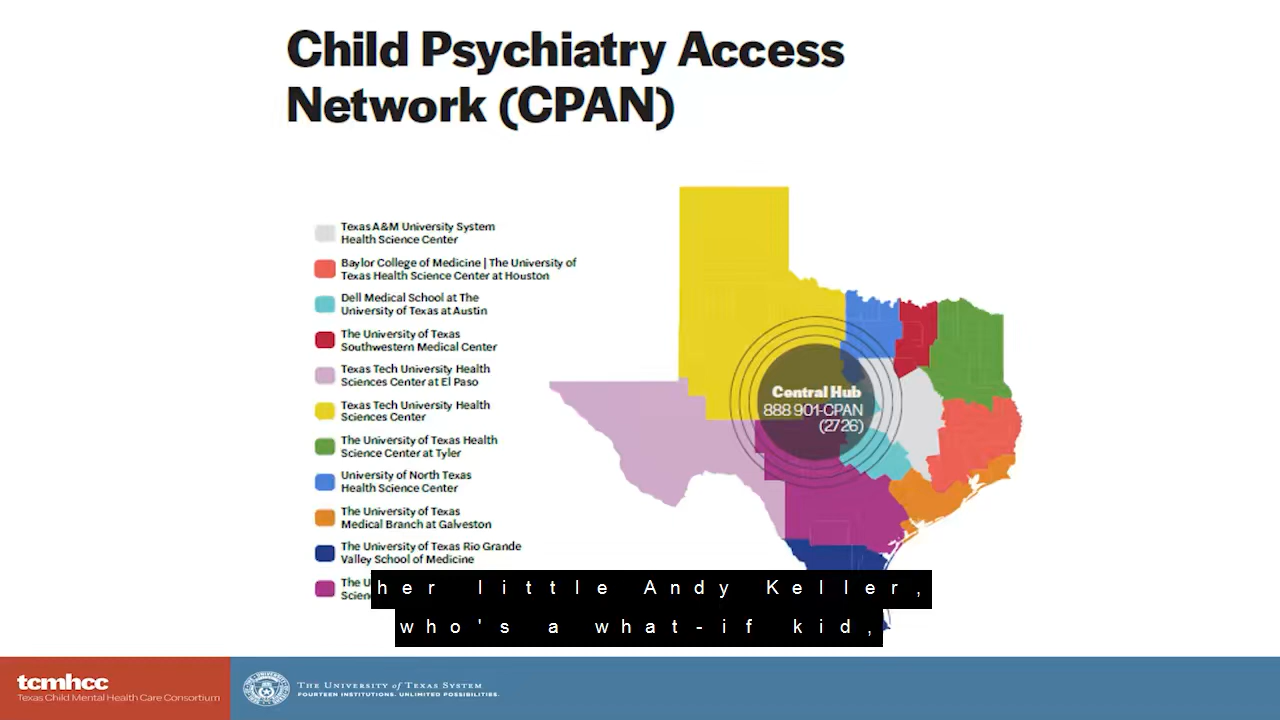 Child Psychiatry Access
Network (CPAN)
Texas A&M University System
Health Science Center
Baylor College of Medicine | The University of
Texas Health Science Center at Houston
Dell Medical School at The
University of Texas at Austin
The University of Texas
Southwestern Medical Center
Texas Tech University Health
Sciences Center at El Paso
Texas Tech University Health
Sciences Center
The University of Texas Health
Science Center at Tyler
University of North Texas
Health Science Center
The University of Texas
Medical Branch at Galveston
The University of Texas Rio Grande
Valley School of Medicine
The
Central Hub
888 901-CPAN
(2726)
her little Andy Keller,
who's a what-if kid,
tcmhcc
Texas Child Mental Health Care Consortium
THE UNIVERSITY of TEXAS SYSTEM
FOURTEEN INSTITUTIONS. UNLIMITED POSSIBILITIES.